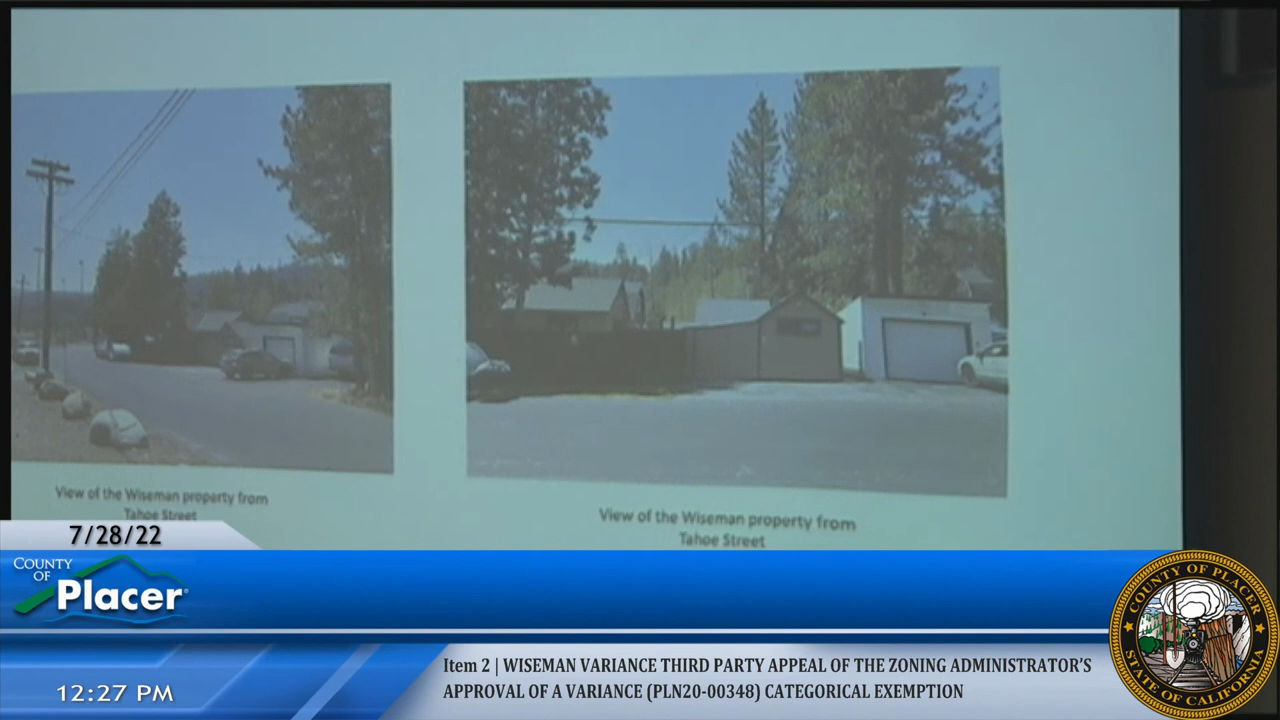 View of the Wiseman property from
Tahoe Street
View of the Wiseman property from
Tahoe Street
7/28/22
COUNTY
OF
Placer
12:27 PM
Item 2 | WISEMAN VARIANCE THIRD PARTY APPEAL OF THE ZONING ADMINISTRATOR'S
APPROVAL OF A VARIANCE (PLN20-00348) CATEGORICAL EXEMPTION
COUNTY OF PLACER
STATE OF CALIFORNIA